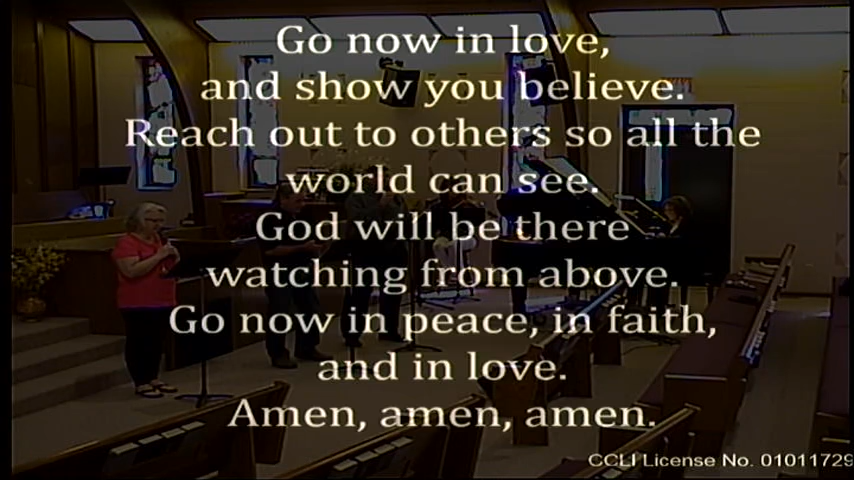 Go now in love,
and show you believe.
Reach out to others so all the
world can see.
God will be there
watching from above.
Go now in peace, in faith,
and in love.
Amen, amen, amen.
CCLI License No. 01011729